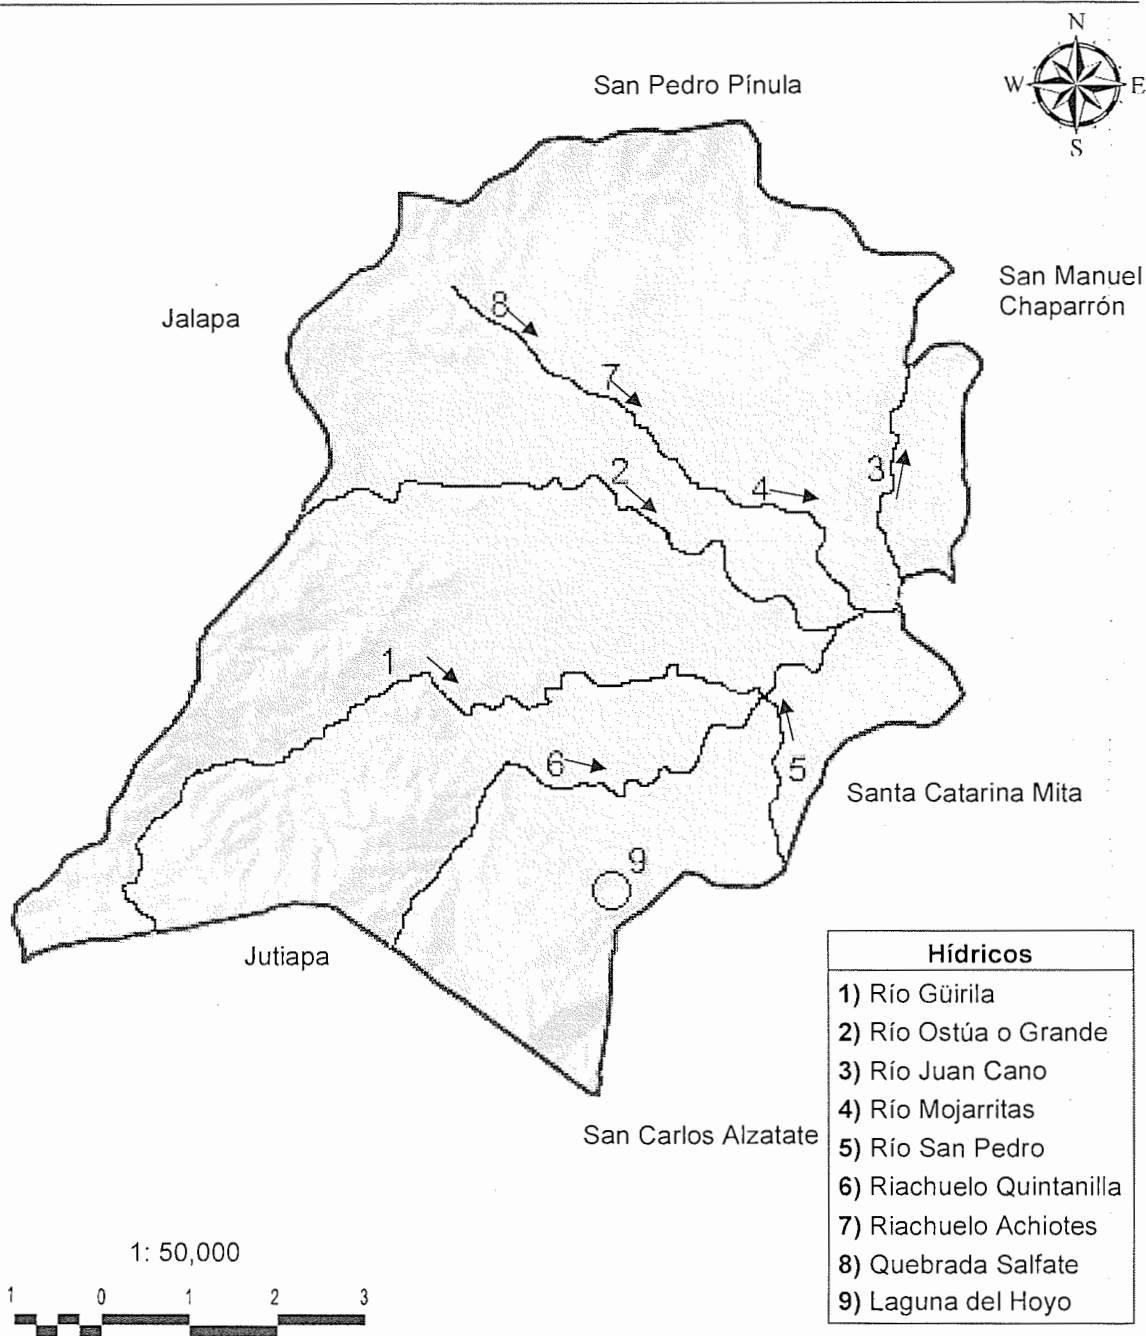 N
W E
S
San Pedro Pínula
San Manuel
Chaparrón
Jalapa
8
7
2
4
3
1
6
5
Santa Catarina Mita
9
Jutiapa
San Carlos Alzatate
Hídricos
1) Río Güirila
2) Río Ostúa o Grande
3) Río Juan Cano
4) Río Mojarritas
5) Río San Pedro
6) Riachuelo Quintanilla
7) Riachuelo Achiotes
8) Quebrada Salfate
9) Laguna del Hoyo
1: 50,000
1 0 1 2 3